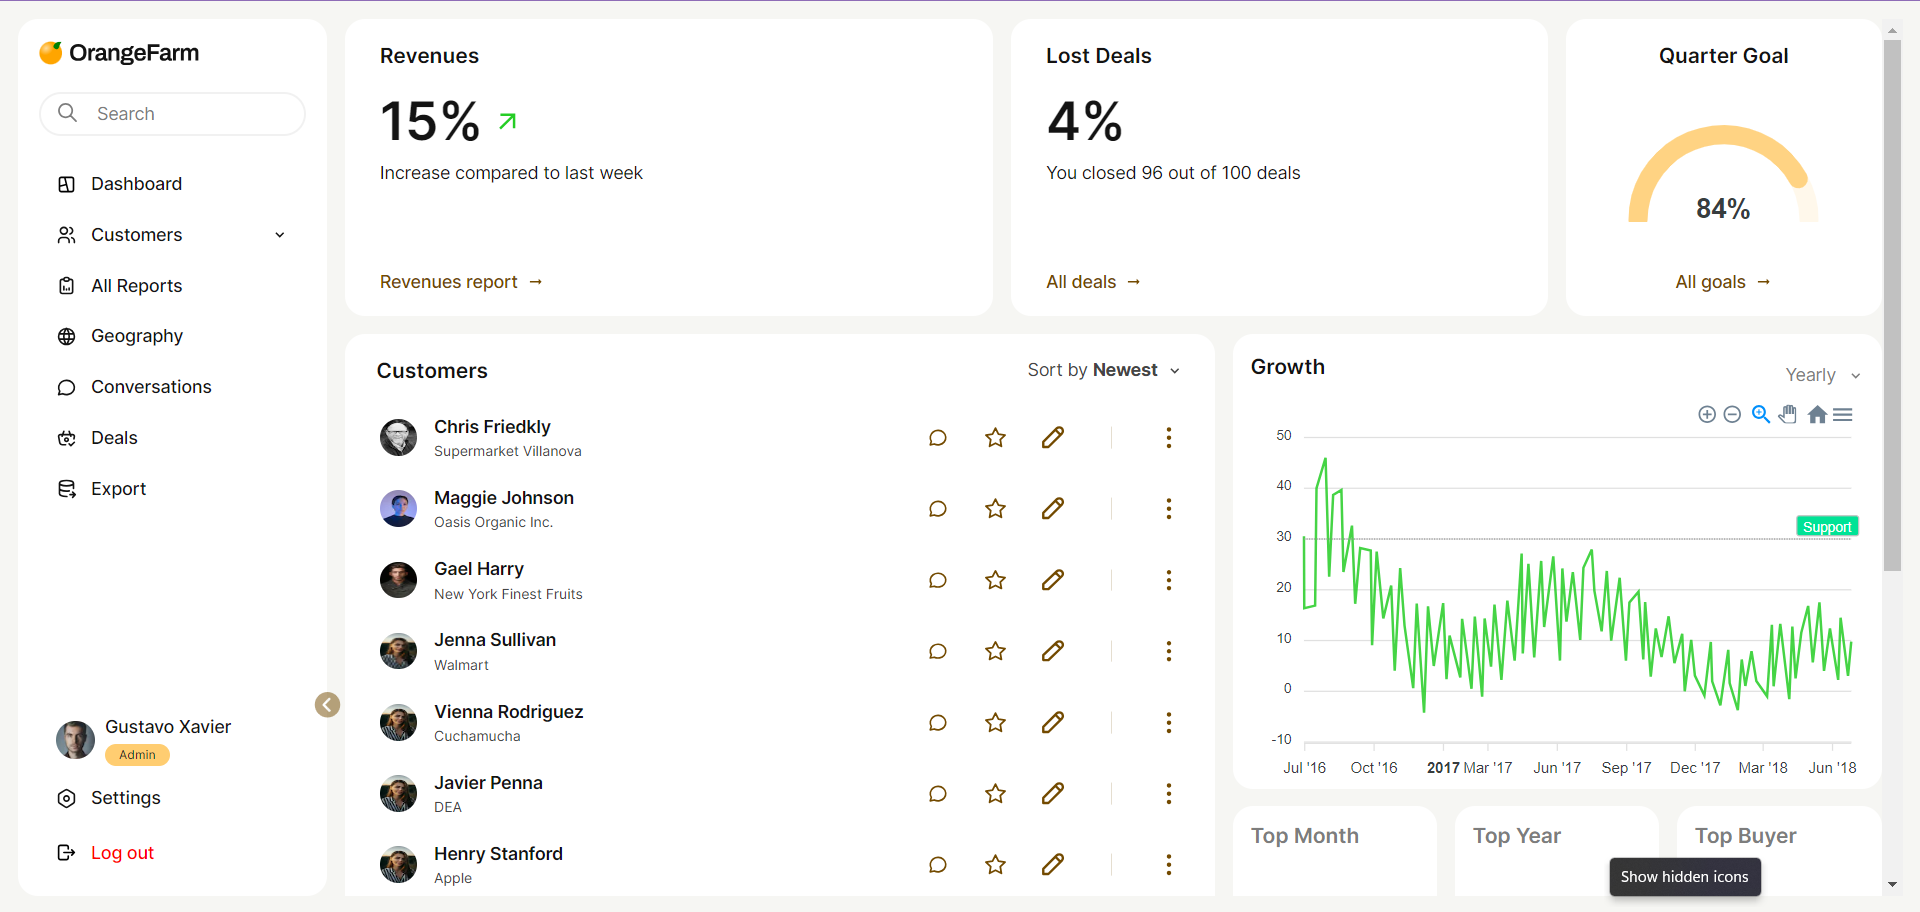 OrangeFarm
Search
Dashboard
Customers
All Reports
Geography
Conversations
Deals
Export
Gustavo Xavier
Admin
Settings
Log out
Revenues
15%
Increase compared to last week
Revenues report →
Lost Deals
4%
You closed 96 out of 100 deals
All deals →
Quarter Goal
84%
All goals →
Customers
Sort by Newest
Chris Friedkly
Supermarket Villanova
Maggie Johnson
Oasis Organic Inc.
Gael Harry
New York Finest Fruits
Jenna Sullivan
Walmart
Vienna Rodriguez
Cuchamucha
Javier Penna
DEA
Henry Stanford
Apple
Growth
Yearly
50
40
30
20
10
0
-10
Support
Jul '16 Oct '16 2017 Mar '17 Jun '17 Sep '17 Dec '17 Mar '18 Jun '18
Top Month
Top Year
Top Buyer
Show hidden icons